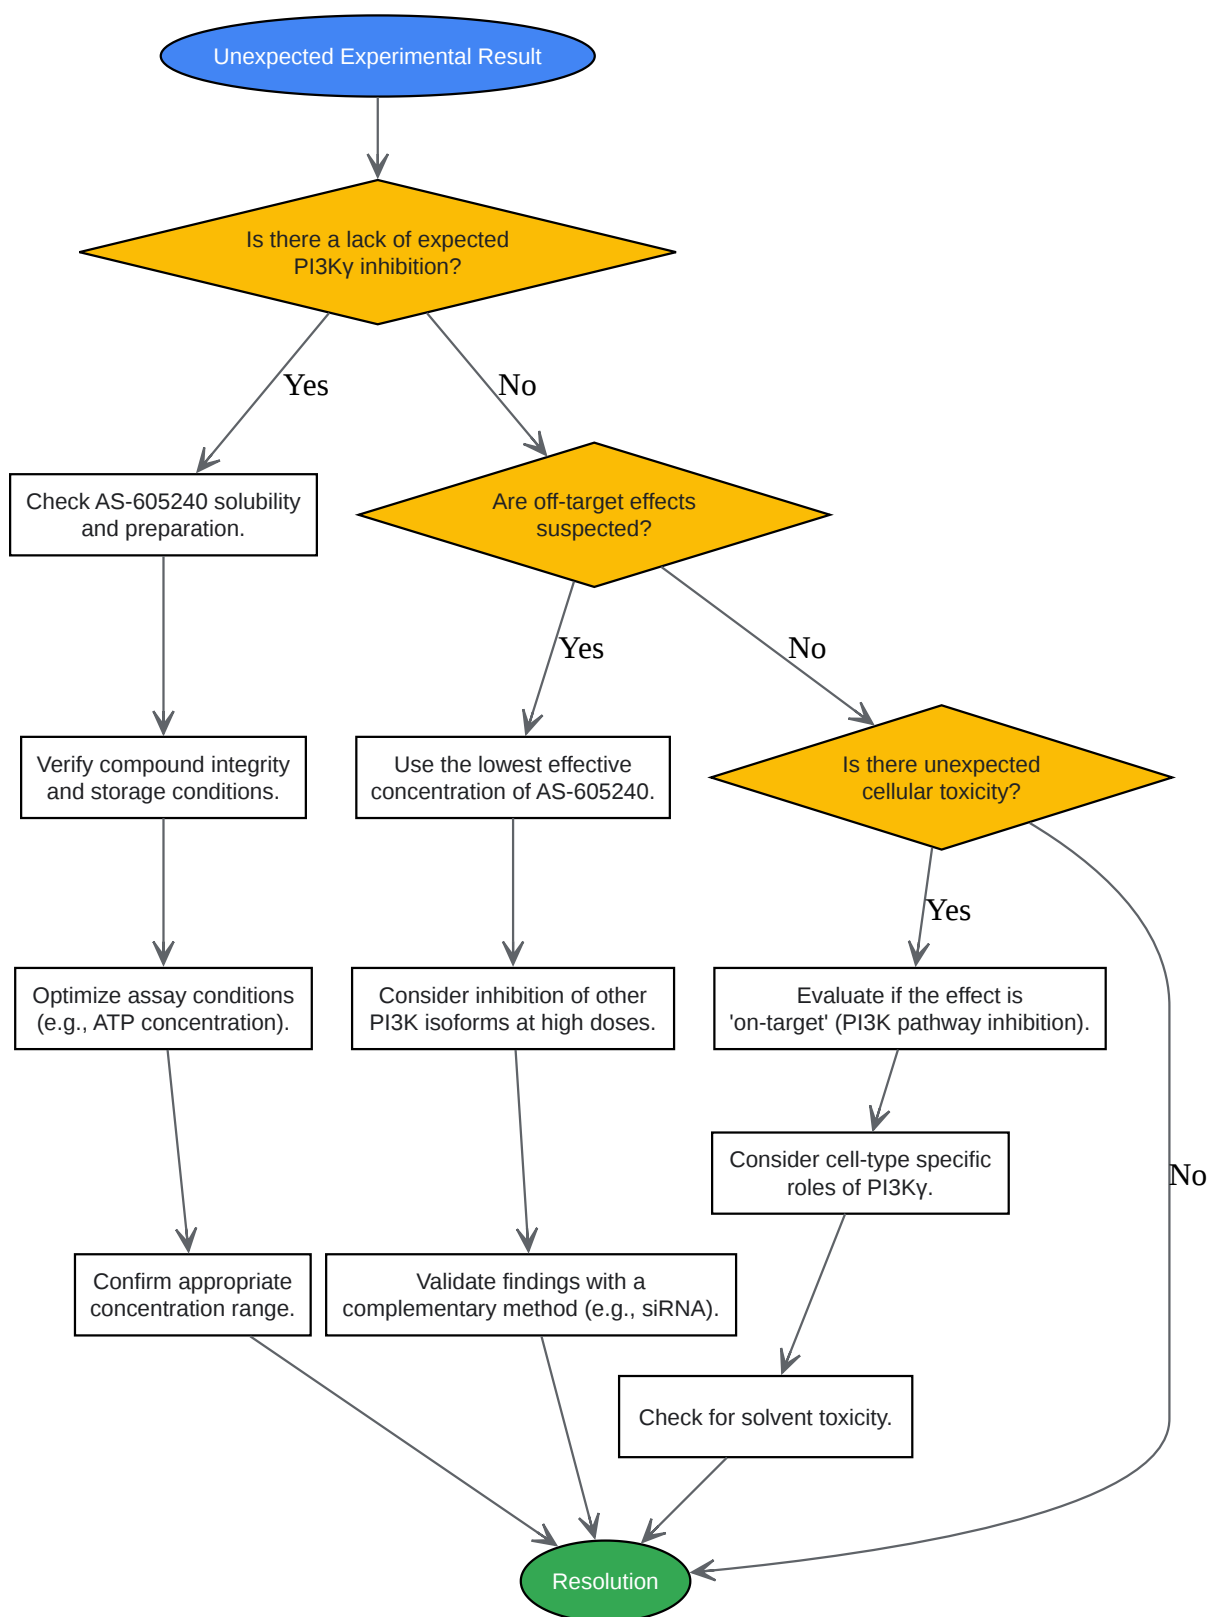 Unexpected Experimental Result
Is there a lack of expected
PI3Kγ inhibition?
Yes
No
Check AS-605240 solubility
and preparation.
Are off-target effects
suspected?
Yes
No
Verify compound integrity
and storage conditions.
Use the lowest effective
concentration of AS-605240.
Is there unexpected
cellular toxicity?
Yes
Optimize assay conditions
(e.g., ATP concentration).
Consider inhibition of other
PI3K isoforms at high doses.
Evaluate if the effect is
'on-target' (PI3K pathway inhibition).
Consider cell-type specific
roles of PI3Kγ.
No
Confirm appropriate
concentration range.
Validate findings with a
complementary method (e.g., siRNA).
Check for solvent toxicity.
Resolution